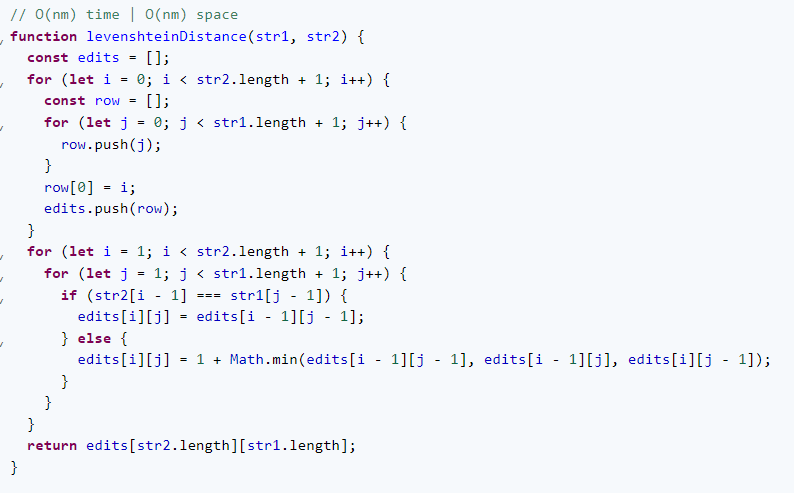 // O(nm) time | O(nm) space
function levenshteinDistance(str1, str2) {
  const edits = [];
  for (let i = 0; i < str2.length + 1; i++) {
    const row = [];
    for (let j = 0; j < str1.length + 1; j++) {
      row.push(j);
    }
    row[0] = i;
    edits.push(row);
  }
  for (let i = 1; i < str2.length + 1; i++) {
    for (let j = 1; j < str1.length + 1; j++) {
      if (str2[i - 1] === str1[j - 1]) {
        edits[i][j] = edits[i - 1][j - 1];
      } else {
        edits[i][j] = 1 + Math.min(edits[i - 1][j - 1], edits[i - 1][j], edits[i][j - 1]);
      }
    }
  }
  return edits[str2.length][str1.length];
}